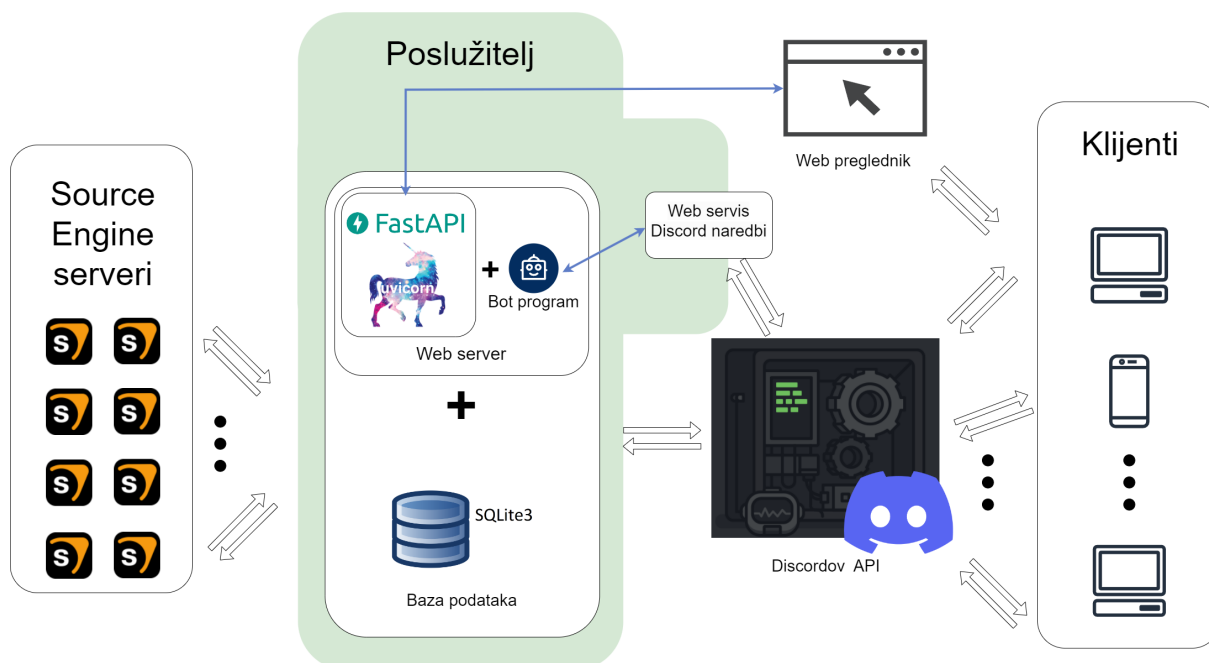 Poslužitelj
Source
Engine
serveri
FastAPI
uvicorn
+
Bot program
Web server
+
SQLite3
Baza podataka
Web servis
Discord naredbi
Web preglednik
Discordov API
Klijenti
S
S
S
S
S
S
S
S